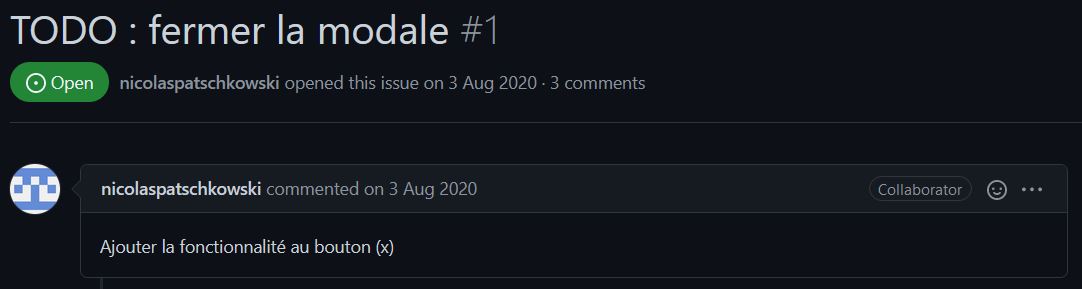 TODO : fermer la modale #1
Open nicolaspatschkowski opened this issue on 3 Aug 2020 · 3 comments
nicolaspatschkowski commented on 3 Aug 2020 Collaborator
Ajouter la fonctionnalité au bouton (x)